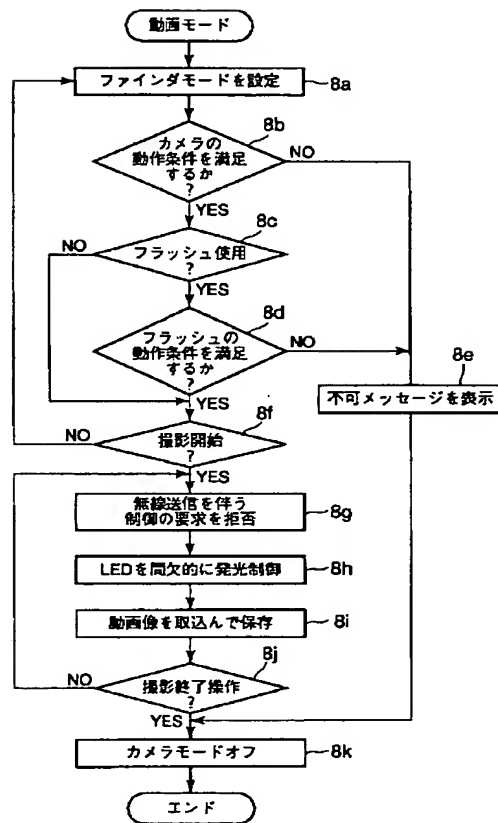 動画モード
ファインダモードを設定
8a
8b
カメラの
動作条件を満足
するか
?
NO
YES
8c
NO
フラッシュ使用
?
YES
8d
フラッシュの
動作条件を満足
するか
?
NO
8e
不可メッセージを表示
YES
8f
NO
撮影開始
?
YES
無線送信を伴う
制御の要求を拒否
8g
LEDを間欠的に発光制御
8h
動画像を取込んで保存
8i
8j
NO
撮影終了操作
?
YES
カメラモードオフ
8k
エンド